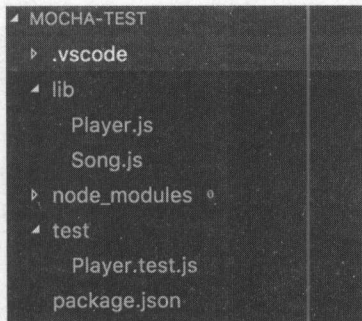 MOCHA-TEST
.vscode
lib
Player.js
Song.js
node_modules
test
Player.test.js
package.json